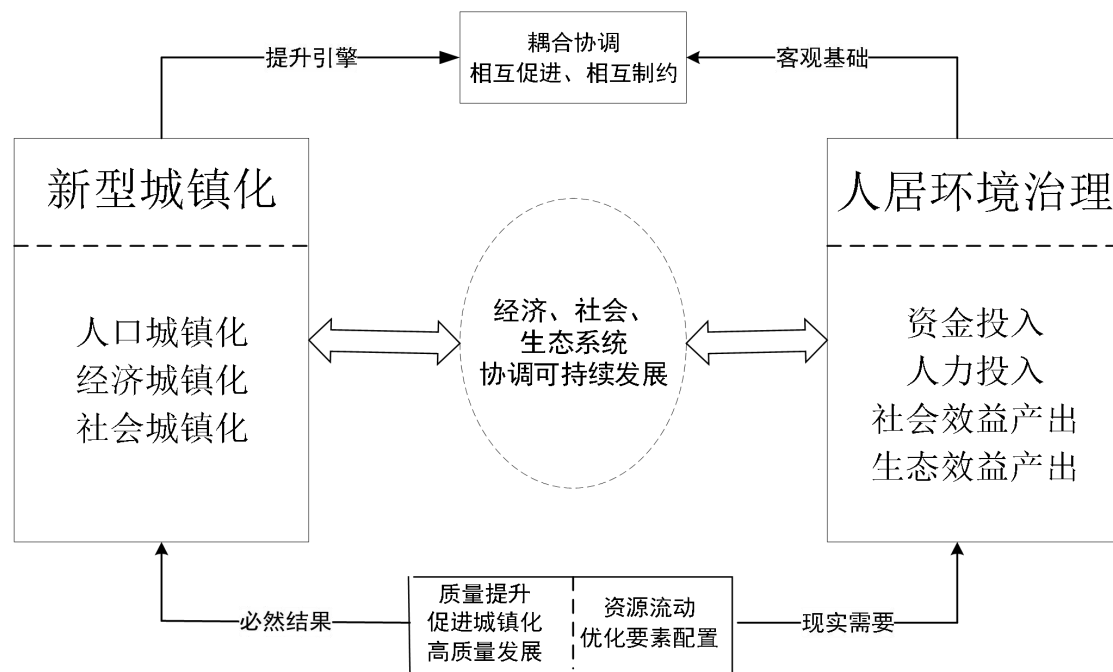 提升引擎
耦合协调
相互促进、相互制约
客观基础
新型城镇化
人口城镇化
经济城镇化
社会城镇化
经济、社会、
生态系统
协调可持续发展
人居环境治理
资金投入
人力投入
社会效益产出
生态效益产出
必然结果
质量提升
促进城镇化
高质量发展
资源流动
优化要素配置
现实需要